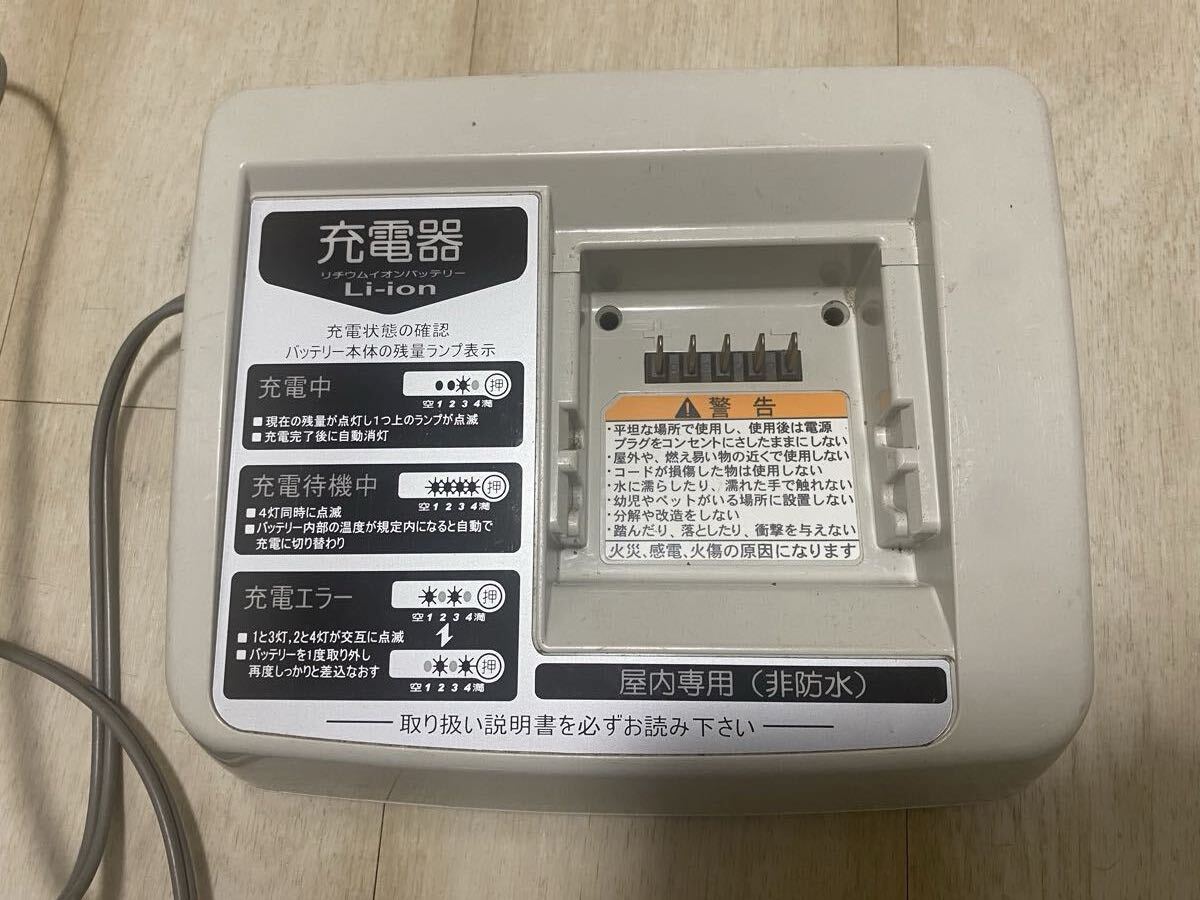 充電器
リチウムイオンバッテリー
Li-ion
充電状態の確認
バッテリー本体の残量ランプ表示
充電中
押
空 1 2 3 4 満
■現在の残量が点灯し1つ上のランプが点滅
■充電完了後に自動消灯
充電待機中
押
空 1 2 3 4 満
■4灯同時に点滅
■バッテリー内部の温度が規定内になると自動で
充電に切り替わり
充電エラー
押
空 1 2 3 4 満
■1と3灯,2と4灯が交互に点滅
■バッテリーを1度取り外し
再度しっかりと差込なおす
押
空 1 2 3 4 満
警告
・平坦な場所で使用し、使用後は電源
プラグをコンセントにさしたままにしない
・屋外や、燃え易い物の近くで使用しない
・コードが損傷した物は使用しない
・水に濡らしたり、濡れた手で触れない
・幼児やペットがいる場所に設置しない
・分解や改造をしない
・踏んだり、落としたり、衝撃を与えない
火災、感電、火傷の原因になります
屋内専用（非防水）
取り扱い説明書を必ずお読み下さい